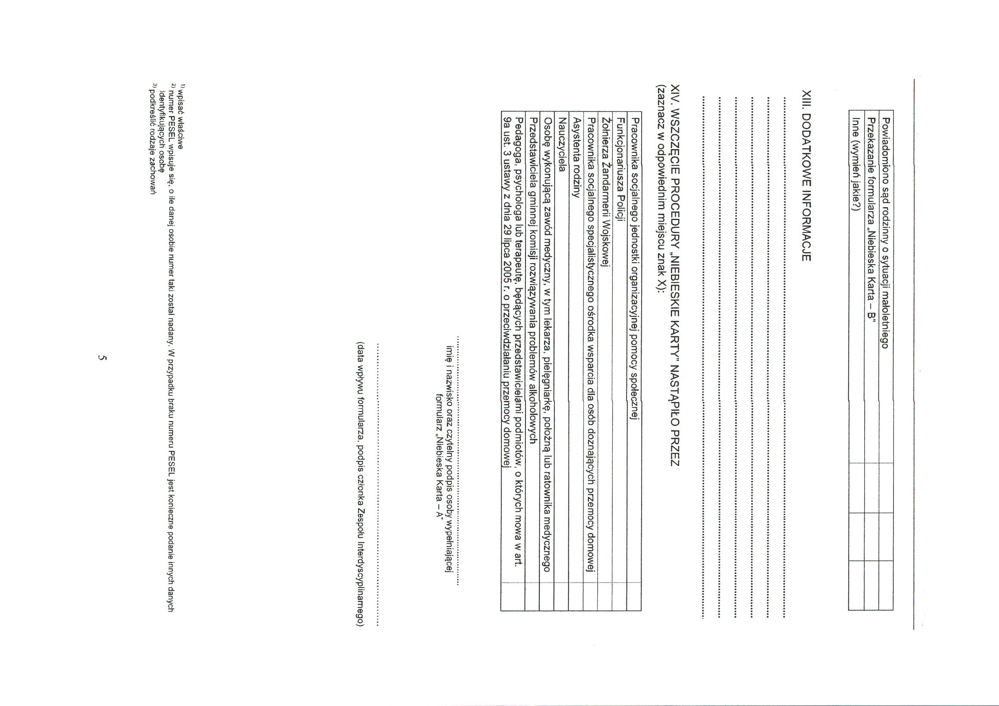 Powiadomiono sąd rodzinny o sytuacji małoletniego
Przekazanie formularza „Niebieska Karta – B”
Inne (wymień jakie?)
XIII. DODATKOWE INFORMACJE
XIV. WSZCZĘCIE PROCEDURY „NIEBIESKIE KARTY” NASTĄPIŁO PRZEZ
(zaznacz w odpowiednim miejscu znak X):
Pracownika socjalnego jednostki organizacyjnej pomocy społecznej
Funkcjonariusza Policji
Żołnierza Żandarmerii Wojskowej
Pracownika socjalnego specjalistycznego ośrodka wsparcia dla osób doznających przemocy domowej
Asystenta rodziny
Nauczyciela
Osobę wykonującą zawód medyczny, w tym lekarza, pielęgniarkę, położną lub ratownika medycznego
Przedstawiciela gminnej komisji rozwiązywania problemów alkoholowych
Pedagoga, psychologa lub terapeutę, będących przedstawicielami podmiotów, o których mowa w art.
9a ust. 3 ustawy z dnia 29 lipca 2005 r. o przeciwdziałaniu przemocy domowej
imię i nazwisko oraz czytelny podpis osoby wypełniającej
formularz „Niebieska Karta – A”
(data wpływu formularza, podpis członka Zespołu Interdyscyplinarnego)
1) wpisać właściwe
2) numer PESEL wpisuje się, o ile danej osobie numer taki został nadany. W przypadku braku numeru PESEL jest konieczne podanie innych danych
identyfikujących osobę
3) podkreślić rodzaje zachowań
5